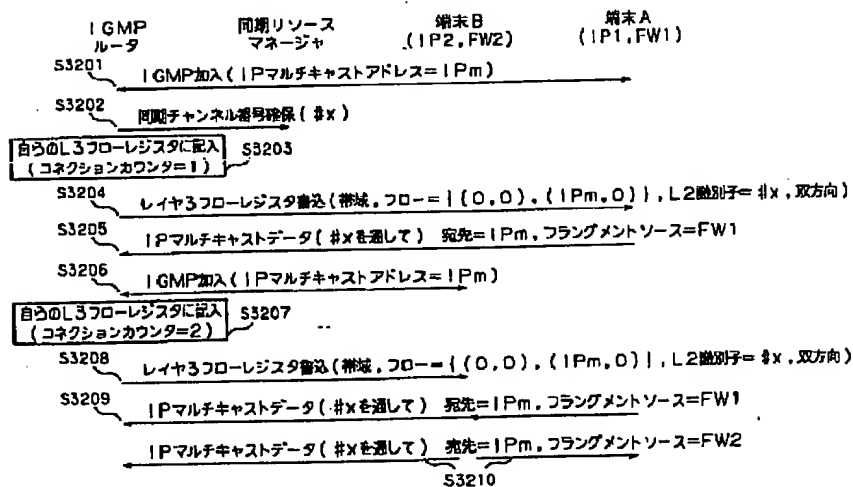 IGMP
ルータ
同期リソース
マネージャ
端末B
(IP2,FW2)
端末A
(IP1,FW1)
S3201
IGMP加入(IPマルチキャストアドレス=IPm)
S3202
同期チャンネル番号確保(#x)
自らのL3フローレジスタに記入
(コネクションカウンター=1)
S3203
S3204
レイヤ3フローレジスタ書込(帯域,フロー={(0,0),(IPm,0)},L2識別子=#x,双方向)
S3205
IPマルチキャストデータ(#xを通して) 宛先=IPm,フラングメントソース=FW1
S3206
IGMP加入(IPマルチキャストアドレス=IPm)
自らのL3フローレジスタに記入
(コネクションカウンター=2)
S3207
S3208
レイヤ3フローレジスタ書込(帯域,フロー={(0,0),(IPm,0)},L2識別子=#x,双方向)
S3209
IPマルチキャストデータ(#xを通して) 宛先=IPm,フラングメントソース=FW1
IPマルチキャストデータ(#xを通して) 宛先=IPm,フラングメントソース=FW2
S3210